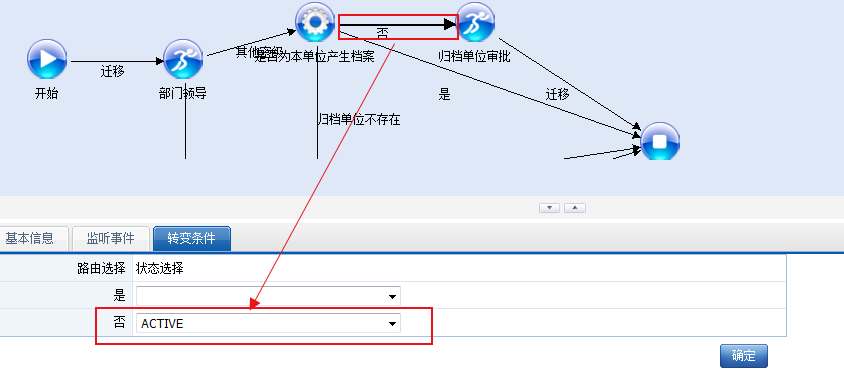 否
其他密级
是否为本单位产生档案
归档单位审批
迁移
开始
部门领导
是
迁移
归档单位不存在
基本信息
监听事件
转变条件
路由选择 状态选择
是
否 ACTIVE
确定